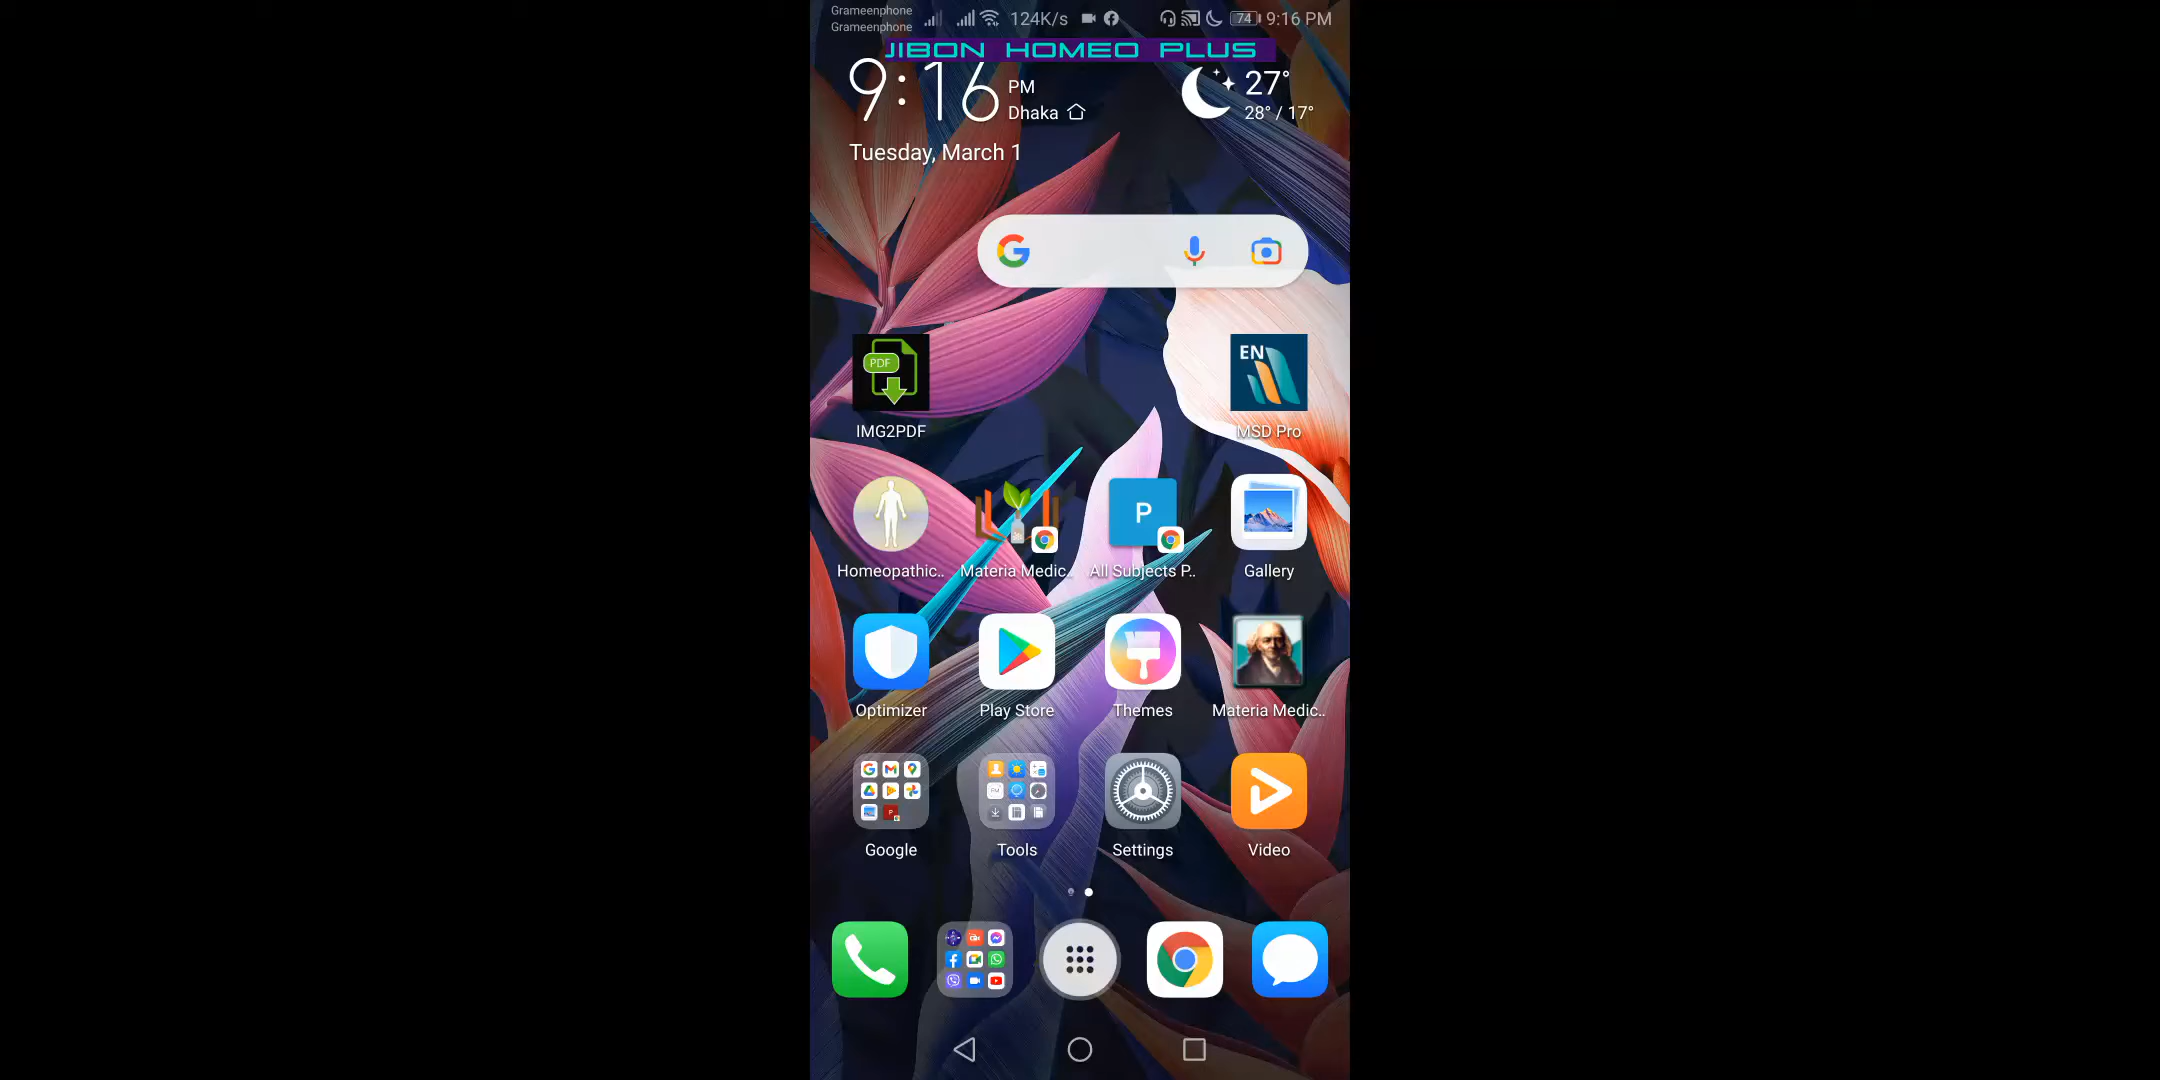 Grameenphone
Grameenphone
124K/s
74
9:16 PM
JIBON HOMEO PLUS
9:16
PM
Dhaka
27°
28° / 17°
Tuesday, March 1
PDF
EN
IMG2PDF
MSD Pro
P
Homeopathic..
Materia Medic..
All Subjects P..
Gallery
Optimizer
Play Store
Themes
Materia Medic..
Google
Tools
Settings
Video